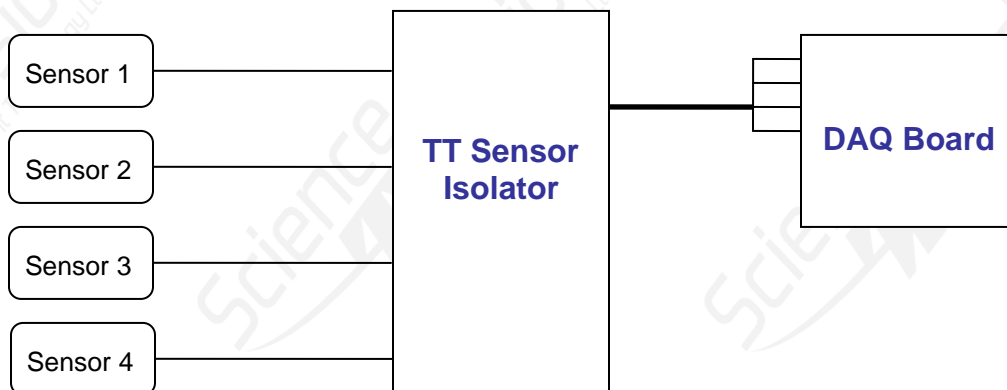 Sensor 1
Sensor 2
Sensor 3
Sensor 4
TT Sensor
Isolator
DAQ Board